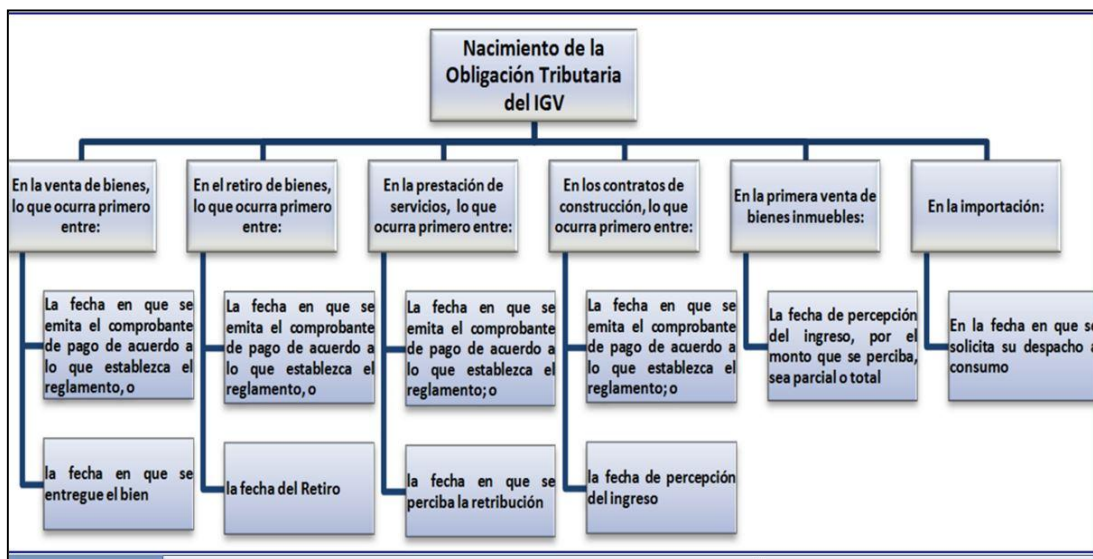 Nacimiento de la
Obligación Tributaria
del IGV
En la venta de bienes,
lo que ocurra primero
entre:
En el retiro de bienes,
lo que ocurra primero
entre:
En la prestación de
servicios, lo que
ocurra primero entre:
En los contratos de
construcción, lo que
ocurra primero entre:
En la primera venta de
bienes inmuebles:
En la importación:
La fecha en que se
emita el comprobante
de pago de acuerdo a
lo que establezca el
reglamento, o
La fecha en que se
emita el comprobante
de pago de acuerdo a
lo que establezca el
reglamento, o
La fecha en que se
emita el comprobante
de pago de acuerdo a
lo que establezca el
reglamento; o
La fecha en que se
emita el comprobante
de pago de acuerdo a
lo que establezca el
reglamento; o
La fecha de percepción
del ingreso, por el
monto que se perciba,
sea parcial o total
En la fecha en que se
solicita su despacho a
consumo
la fecha en que se
entregue el bien
la fecha del Retiro
la fecha en que se
perciba la retribución
la fecha de percepción
del ingreso